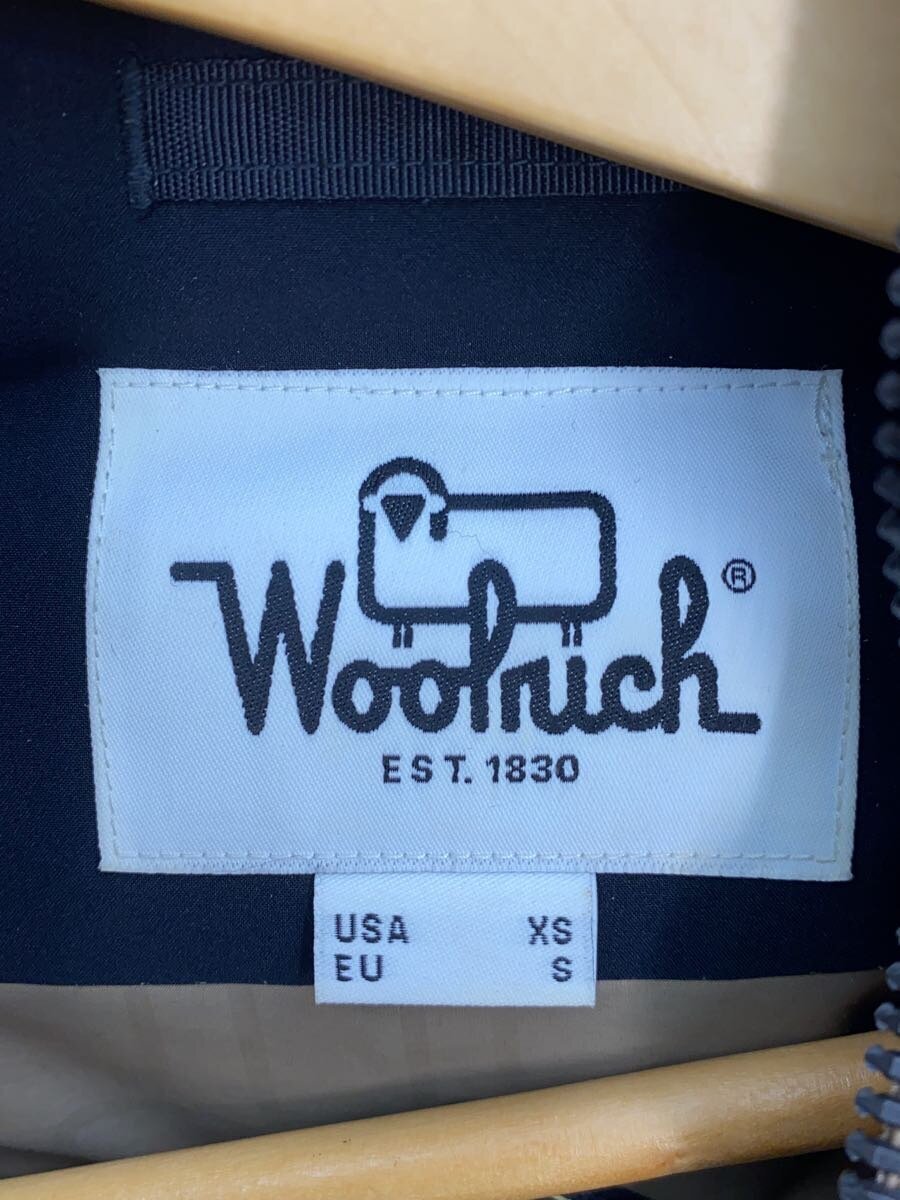 Woolrich®
EST. 1830
USA XS
EU S